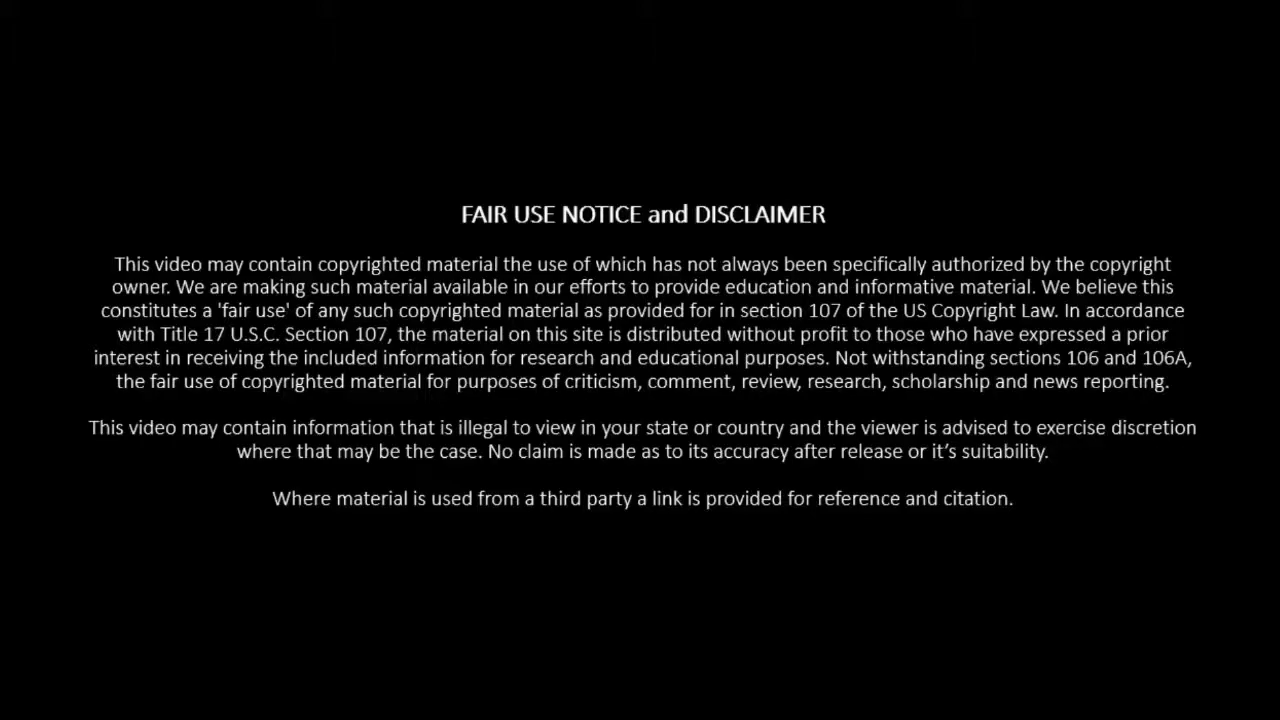 FAIR USE NOTICE and DISCLAIMER
This video may contain copyrighted material the use of which has not always been specifically authorized by the copyright
owner. We are making such material available in our efforts to provide education and informative material. We believe this
constitutes a 'fair use' of any such copyrighted material as provided for in section 107 of the US Copyright Law. In accordance
with Title 17 U.S.C. Section 107, the material on this site is distributed without profit to those who have expressed a prior
interest in receiving the included information for research and educational purposes. Not withstanding sections 106 and 106A,
the fair use of copyrighted material for purposes of criticism, comment, review, research, scholarship and news reporting.
This video may contain information that is illegal to view in your state or country and the viewer is advised to exercise discretion
where that may be the case. No claim is made as to its accuracy after release or it’s suitability.
Where material is used from a third party a link is provided for reference and citation.